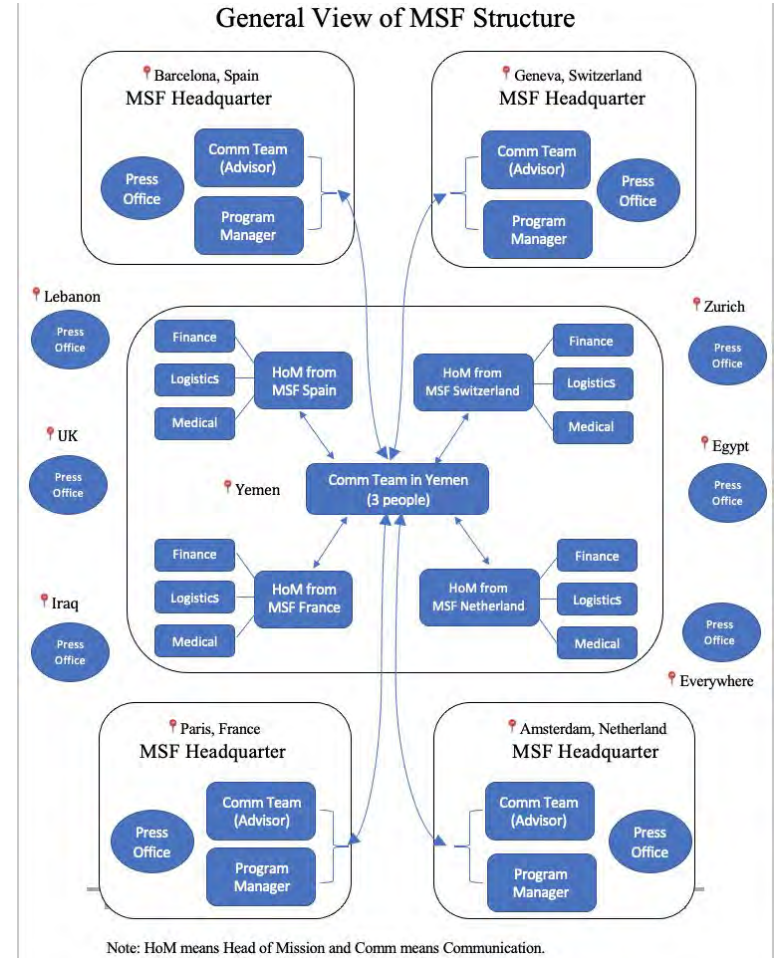 General View of MSF Structure
Barcelona, Spain
MSF Headquarter
Press
Office
Comm Team
(Advisor)
Program
Manager
Geneva, Switzerland
MSF Headquarter
Comm Team
(Advisor)
Program
Manager
Press
Office
Lebanon
Press
Office
UK
Press
Office
Iraq
Press
Office
Finance
Logistics
Medical
HoM from
MSF Spain
HoM from
MSF Switzerland
Finance
Logistics
Medical
Yemen
Comm Team in Yemen
(3 people)
Finance
Logistics
Medical
HoM from
MSF France
HoM from
MSF Netherland
Finance
Logistics
Medical
Zurich
Press
Office
Egypt
Press
Office
Press
Office
Everywhere
Paris, France
MSF Headquarter
Press
Office
Comm Team
(Advisor)
Program
Manager
Amsterdam, Netherland
MSF Headquarter
Comm Team
(Advisor)
Program
Manager
Press
Office
Note: HoM means Head of Mission and Comm means Communication.